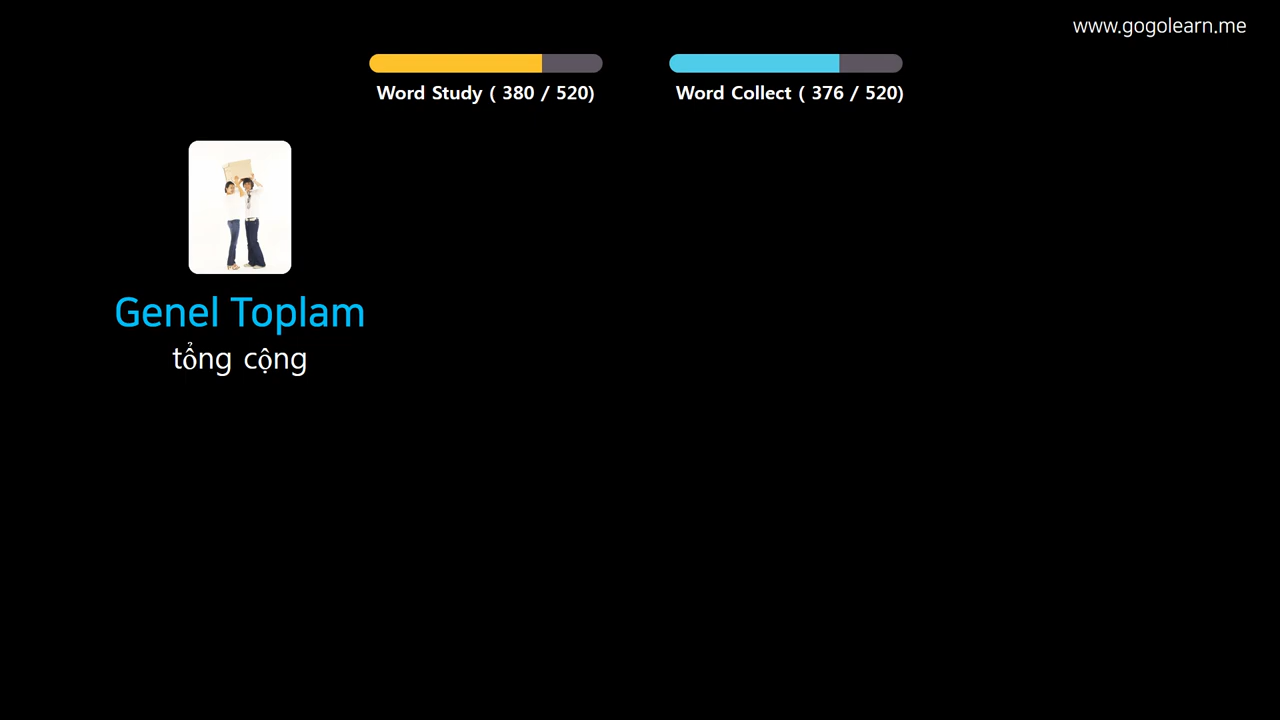 www.gogolearn.me
Word Study ( 380 / 520)
Word Collect ( 376 / 520)
Genel Toplam
tổng cộng